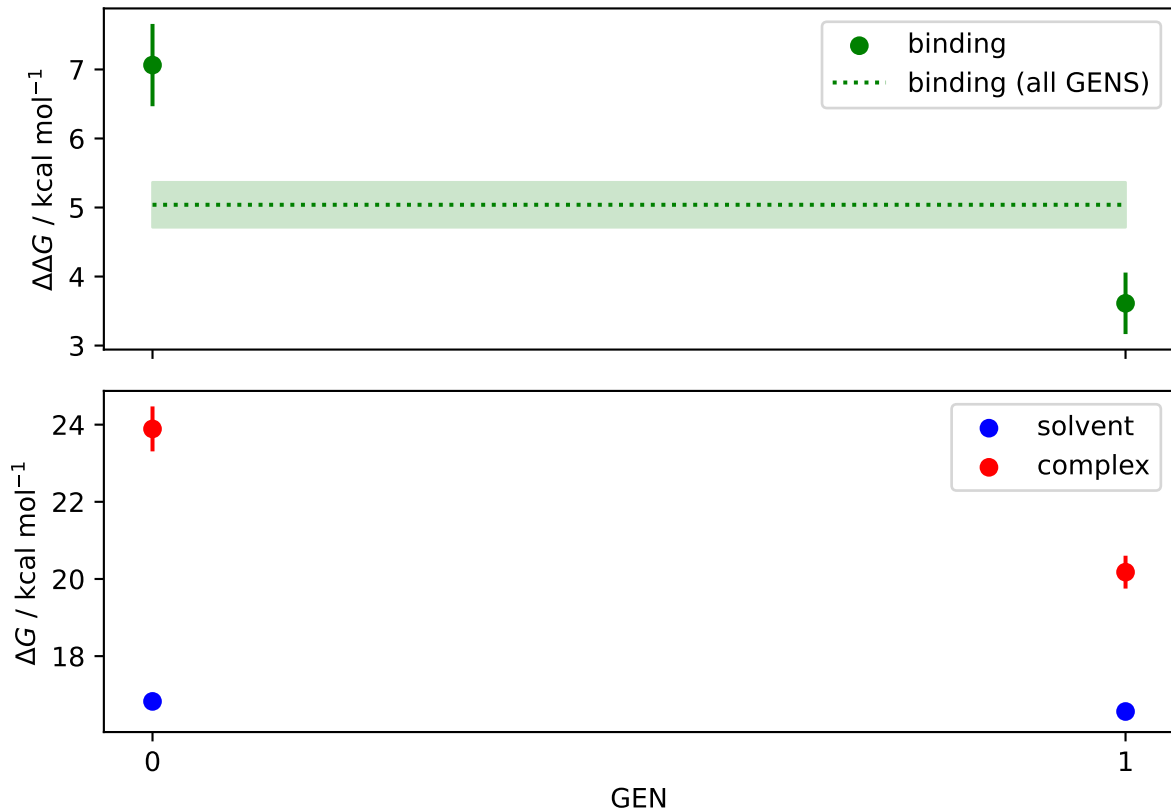 ΔΔG / kcal mol⁻¹
7
6
5
4
3
binding
binding (all GENS)
ΔG / kcal mol⁻¹
24
22
20
18
solvent
complex
0
1
GEN